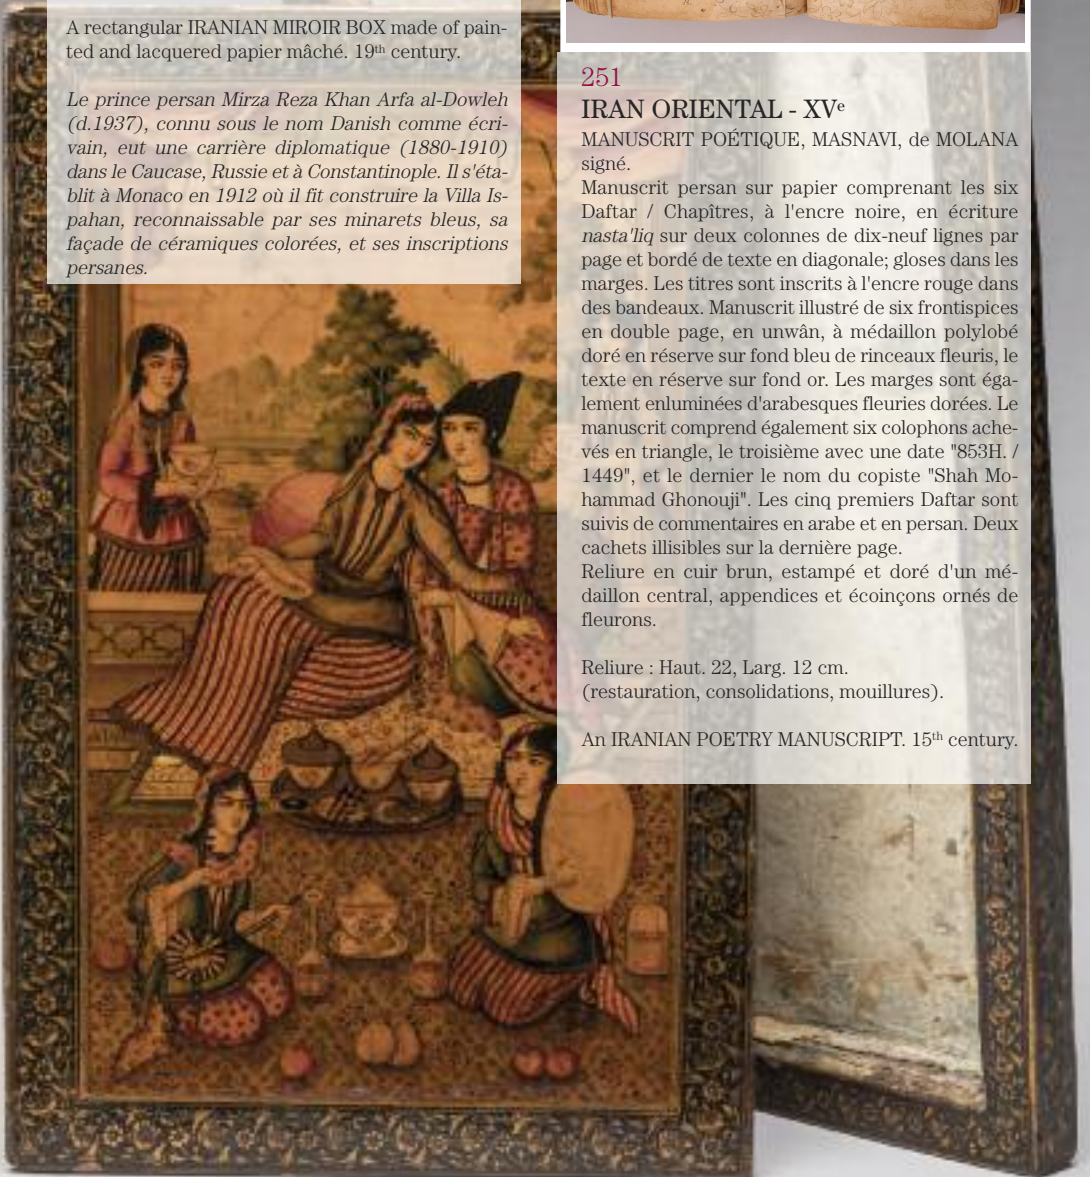 A rectangular IRANIAN MIROIR BOX made of pain-
ted and lacquered papier mâché. 19th century.
Le prince persan Mirza Reza Khan Arfa al-Dowleh
(d.1937), connu sous le nom Danish comme écri-
vain, eut une carrière diplomatique (1880-1910)
dans le Caucase, Russie et à Constantinople. Il s'éta-
blit à Monaco en 1912 où il fit construire la Villa Is-
pahan, reconnaissable par ses minarets bleus, sa
façade de céramiques colorées, et ses inscriptions
persanes.
251
IRAN ORIENTAL - XVe
MANUSCRIT POÉTIQUE, MASNAVI, de MOLANA
signé.
Manuscrit persan sur papier comprenant les six
Daftar / Chapîtres, à l'encre noire, en écriture
nasta'liq sur deux colonnes de dix-neuf lignes par
page et bordé de texte en diagonale; gloses dans les
marges. Les titres sont inscrits à l'encre rouge dans
des bandeaux. Manuscrit illustré de six frontispices
en double page, en unwân, à médaillon polylobé
doré en réserve sur fond bleu de rinceaux fleuris, le
texte en réserve sur fond or. Les marges sont éga-
lement enluminées d'arabesques fleuries dorées. Le
manuscrit comprend également six colophons ache-
vés en triangle, le troisième avec une date "853H. /
1449", et le dernier le nom du copiste "Shah Mo-
hammad Ghonouji". Les cinq premiers Daftar sont
suivis de commentaires en arabe et en persan. Deux
cachets illisibles sur la dernière page.
Reliure en cuir brun, estampé et doré d'un mé-
daillon central, appendices et écoinçons ornés de
fleurons.
Reliure : Haut. 22, Larg. 12 cm.
(restauration, consolidations, mouillures).
An IRANIAN POETRY MANUSCRIPT. 15th century.